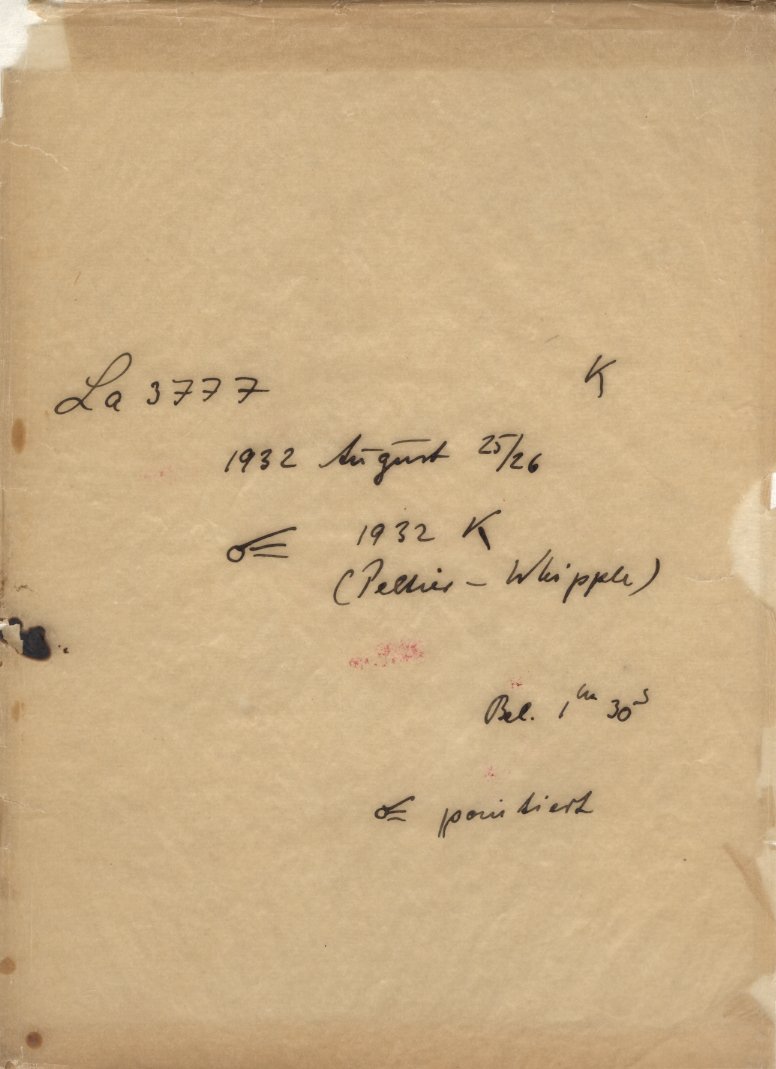 La 3777 K
1932 August 25/26
☄ 1932 K
(Peltier - Whipple)
Bel. 1ᵐ 30ˢ
☄ pointiert